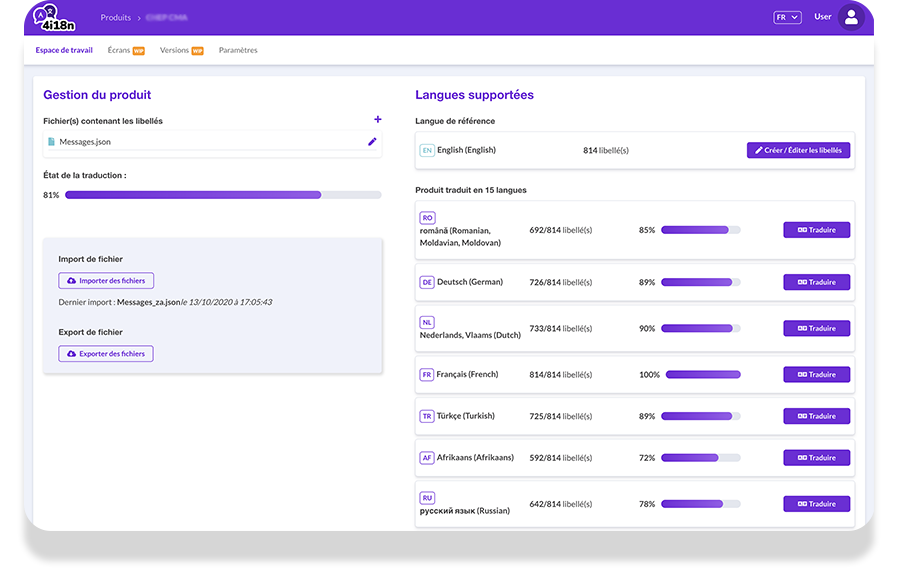 4i18n
Produits ›
FR
User
Espace de travail
Écrans WIP
Versions WIP
Paramètres
Gestion du produit
Fichier(s) contenant les libellés +
Messages.json
État de la traduction :
81%
Import de fichier
Importer des fichiers
Dernier import : Messages_za.json le 13/10/2020 à 17:05:43
Export de fichier
Exporter des fichiers
Langues supportées
Langue de référence
EN English (English) 814 libellé(s) Créer / Éditer les libellés
Produit traduit en 15 langues
RO
română (Romanian,
Moldavian, Moldovan) 692/814 libellé(s) 85% Traduire
DE Deutsch (German) 726/814 libellé(s) 89% Traduire
NL
Nederlands, Vlaams (Dutch) 733/814 libellé(s) 90% Traduire
FR Français (French) 814/814 libellé(s) 100% Traduire
TR Türkçe (Turkish) 725/814 libellé(s) 89% Traduire
AF Afrikaans (Afrikaans) 592/814 libellé(s) 72% Traduire
RU
русский язык (Russian) 642/814 libellé(s) 78% Traduire